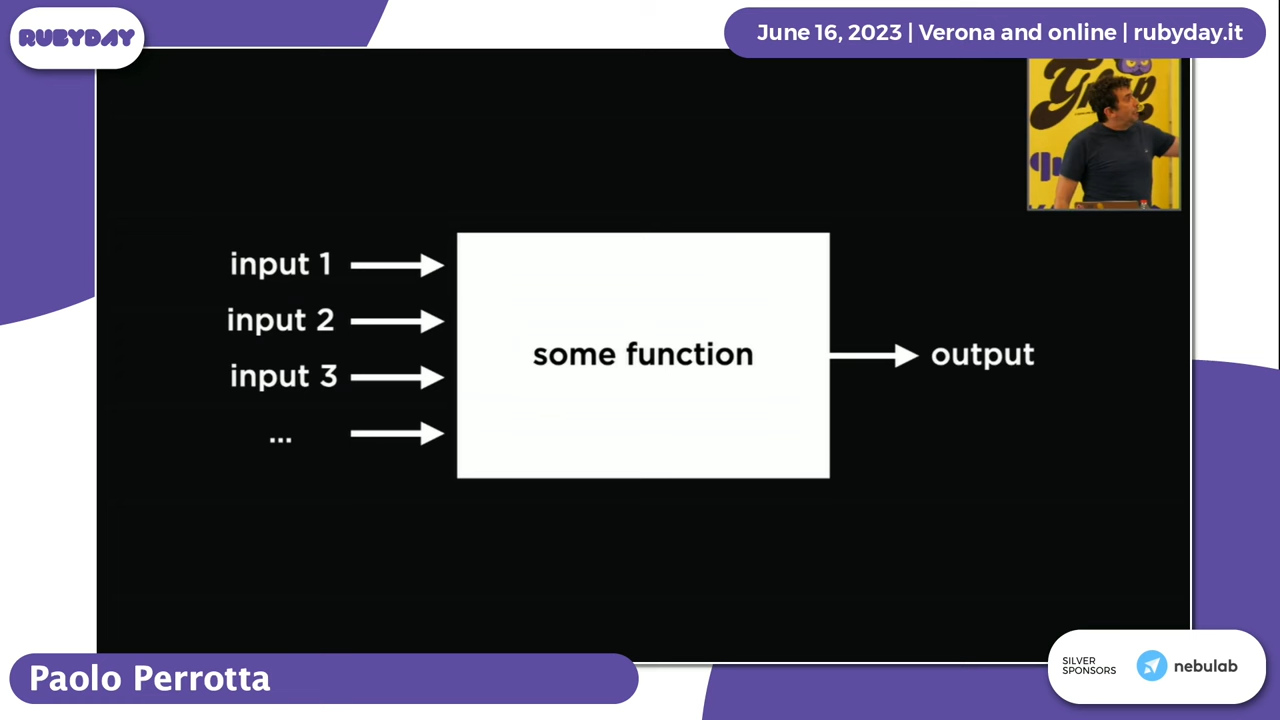 RUBYDAY
June 16, 2023 | Verona and online | rubyday.it
input 1
input 2
input 3
...
some function
output
Paolo Perrotta
SILVER
SPONSORS
nebulab